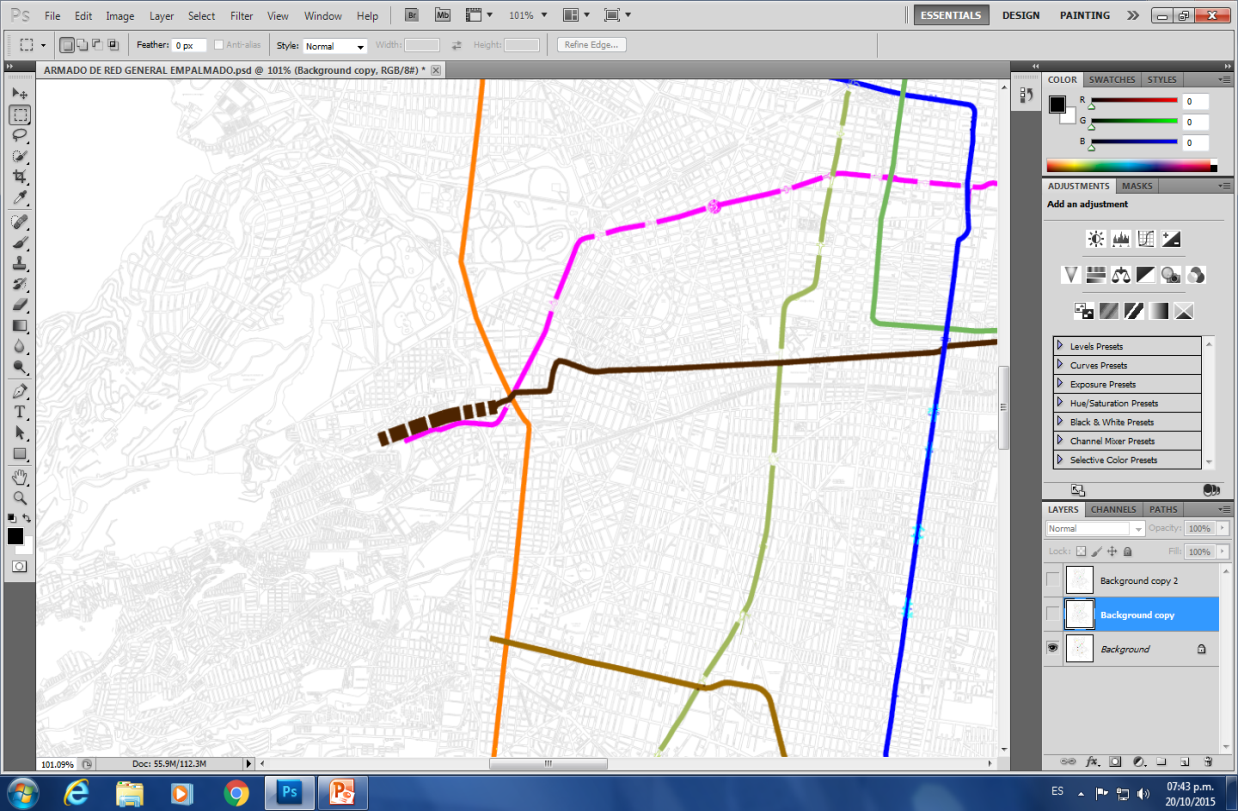 Ps File Edit Image Layer Select Filter View Window Help Br Mb 101% ESSENTIALS DESIGN PAINTING
Feather: 0 px Anti-alias Style: Normal Width: Height: Refine Edge...
ARMADO DE RED GENERAL EMPALMADO.psd @ 101% (Background copy, RGB/8#) *
COLOR SWATCHES STYLES
R 0
G 0
B 0
ADJUSTMENTS MASKS
Add an adjustment
Levels Presets
Curves Presets
Exposure Presets
Hue/Saturation Presets
Black & White Presets
Channel Mixer Presets
Selective Color Presets
LAYERS CHANNELS PATHS
Normal Opacity: 100%
Lock: Fill: 100%
Background copy 2
Background copy
Background
101.09% Doc: 55.9M/112.3M
Ps
ES
07:43 p.m.
20/10/2015